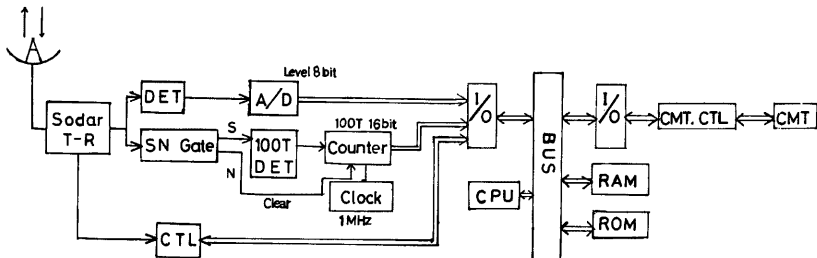 A
Sodar
T-R
DET
A/D
Level 8 bit
SN Gate
S
N
100T
DET
Counter
100T 16bit
Clear
Clock
1MHz
CTL
I/O
BUS
CPU
I/O
CMT. CTL
CMT
RAM
ROM